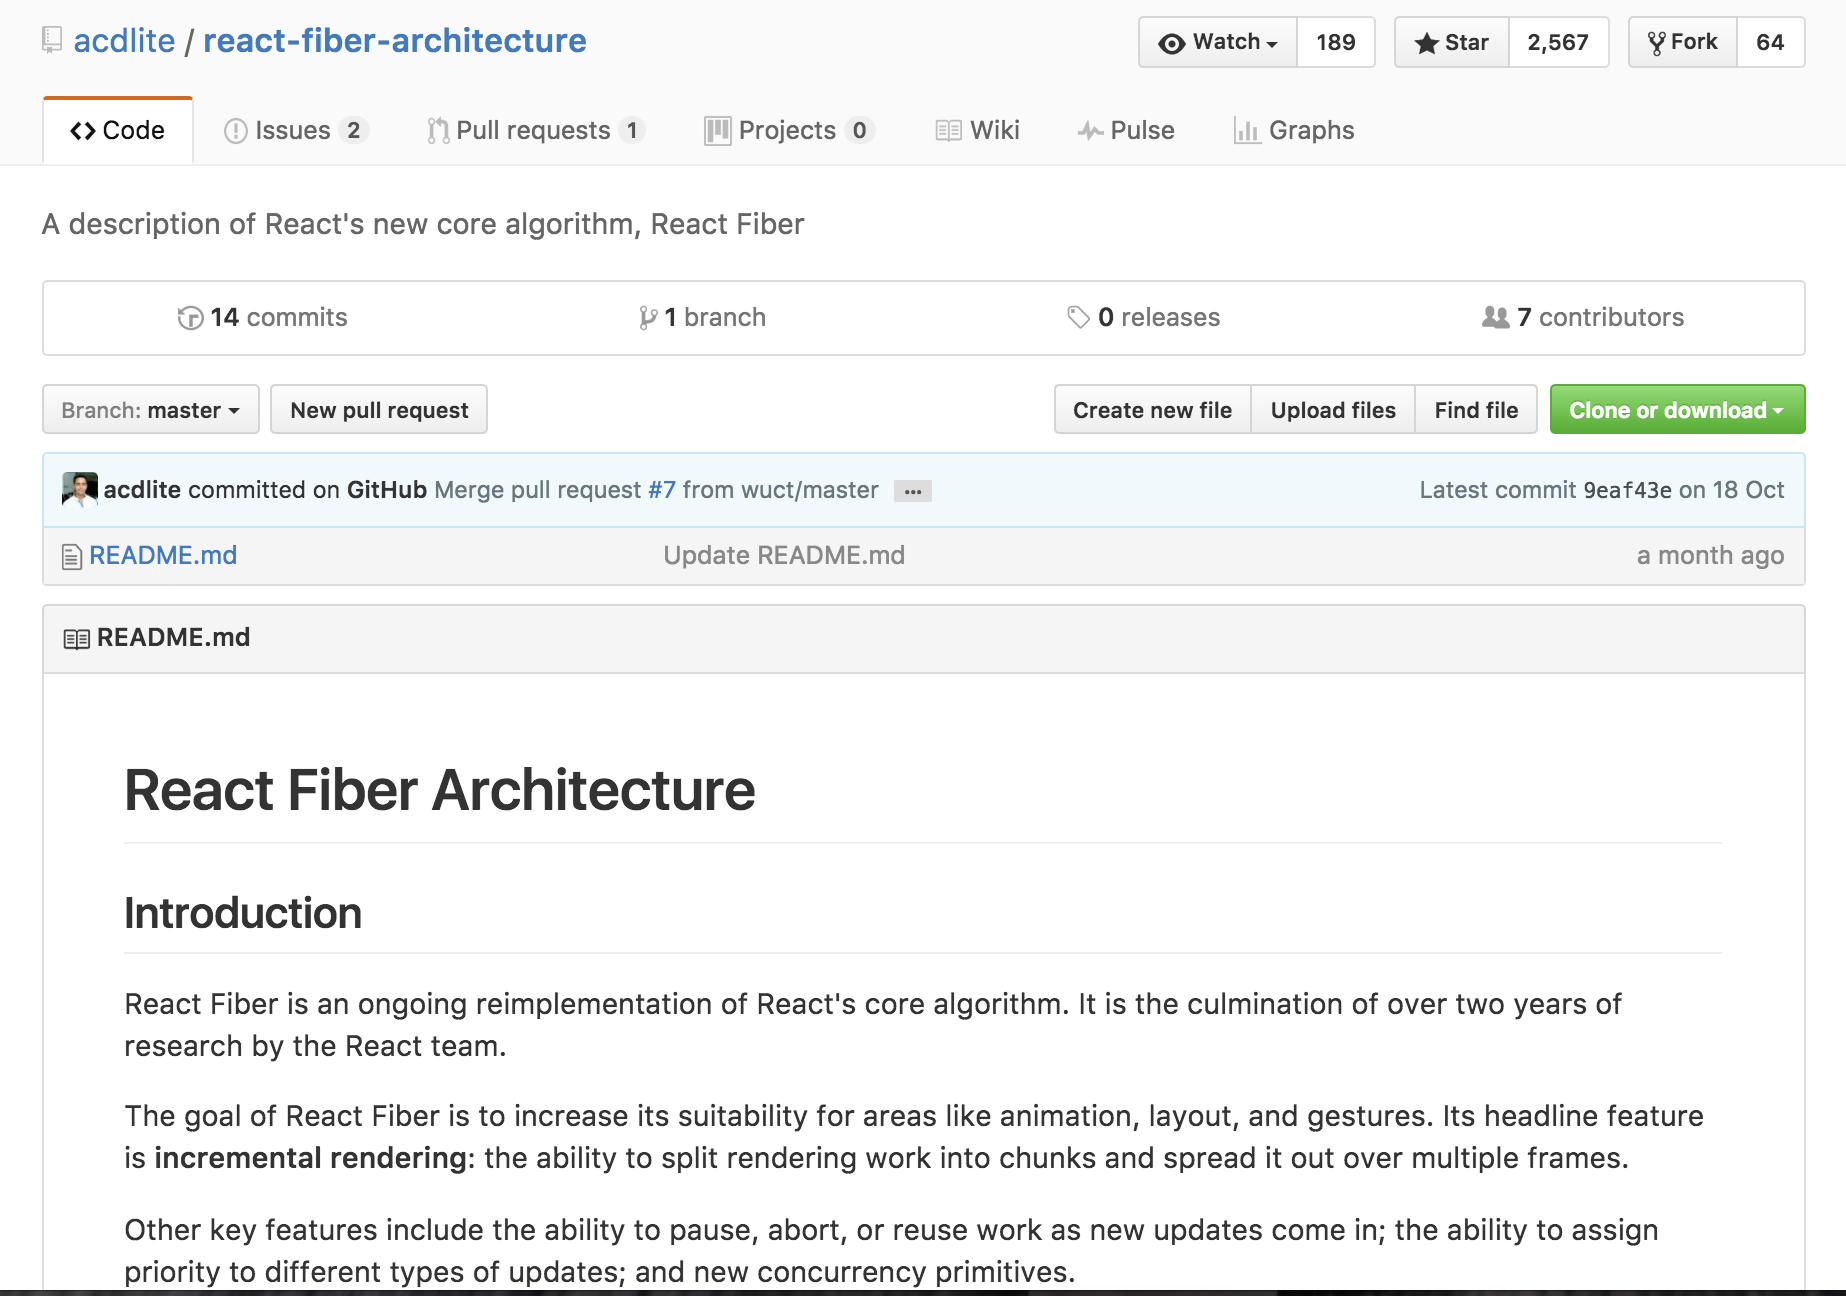 acdlite / react-fiber-architecture
Watch 189 Star 2,567 Fork 64
Code Issues 2 Pull requests 1 Projects 0 Wiki Pulse Graphs
A description of React's new core algorithm, React Fiber
14 commits 1 branch 0 releases 7 contributors
Branch: master New pull request Create new file Upload files Find file Clone or download
acdlite committed on GitHub Merge pull request #7 from wuct/master ... Latest commit 9eaf43e on 18 Oct
README.md Update README.md a month ago
README.md
React Fiber Architecture
Introduction
React Fiber is an ongoing reimplementation of React's core algorithm. It is the culmination of over two years of
research by the React team.
The goal of React Fiber is to increase its suitability for areas like animation, layout, and gestures. Its headline feature
is incremental rendering: the ability to split rendering work into chunks and spread it out over multiple frames.
Other key features include the ability to pause, abort, or reuse work as new updates come in; the ability to assign
priority to different types of updates; and new concurrency primitives.